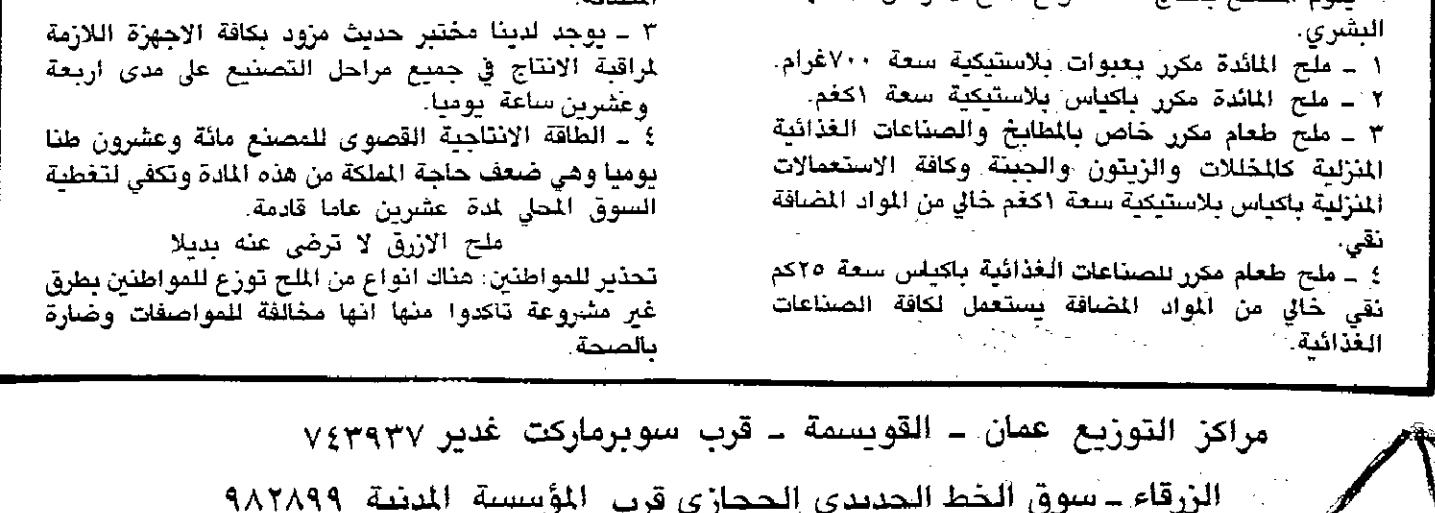 البشري.
١ ـ ملح المائدة مكرر بعبوات بلاستيكية سعة ٧٠٠غرام.
٢ ـ ملح المائدة مكرر باكياس بلاستيكية سعة ١كغم.
٣ ـ ملح طعام مكرر خاص بالمطابخ والصناعات الغذائية
المنزلية كالمخللات والزيتون والجبنة وكافة الاستعمالات
المنزلية باكياس بلاستيكية سعة ١كغم خالي من المواد المضافة
نقي.
٤ ـ ملح طعام مكرر للصناعات الغذائية باكياس سعة ٢٥كم
نقي خالي من المواد المضافة يستعمل لكافة الصناعات
الغذائية.
٣ ـ يوجد لدينا مختبر حديث مزود بكافة الاجهزة اللازمة
لمراقبة الانتاج في جميع مراحل التصنيع على مدى اربعة
وعشرين ساعة يوميا.
٤ ـ الطاقة الانتاجية القصوى للمصنع مائة وعشرون طنا
يوميا وهي ضعف حاجة المملكة من هذه المادة وتكفي لتغطية
السوق المحلي لمدة عشرين عاما قادمة.
ملح الازرق لا ترضى عنه بديلا
تحذير للمواطنين: هناك انواع من الملح توزع للمواطنين بطرق
غير مشروعة تاكدوا منها انها مخالفة للمواصفات وضارة
بالصحة.
مراكز التوزيع عمان ـ القويسمة ـ قرب سوبرماركت غدير ٧٤٣٩٣٧
الزرقاء ـ سوق الخط الحديدي الحجازي قرب المؤسسة المدنية ٩٨٢٨٩٩